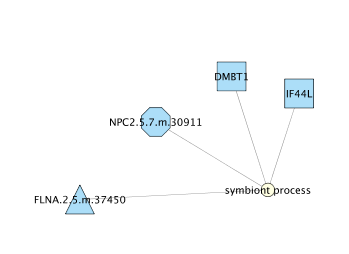 DMBT1
IF44L
NPC2.5.7.m.30911
symbiont process
FLNA.2.5.m.37450